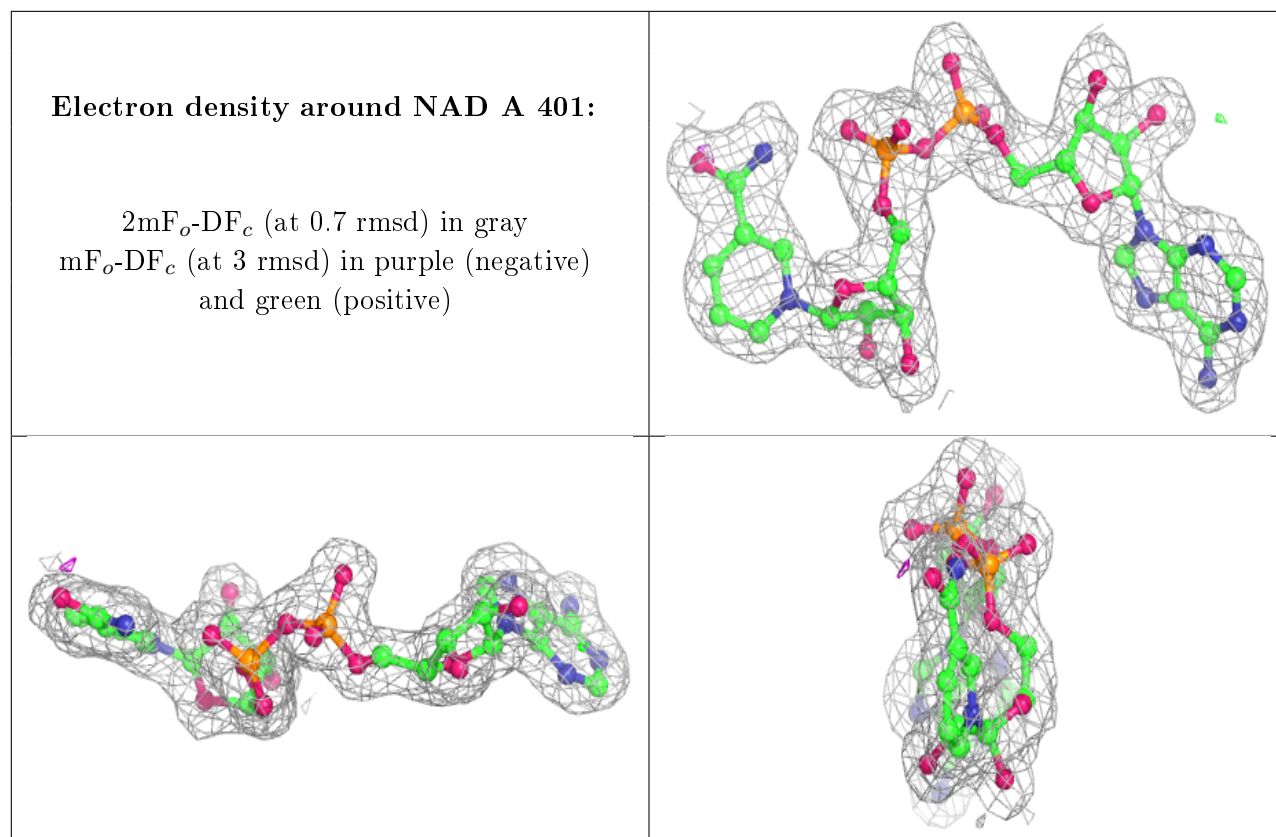 Electron density around NAD A 401:
2mFo-DFc (at 0.7 rmsd) in gray
mFo-DFc (at 3 rmsd) in purple (negative)
and green (positive)